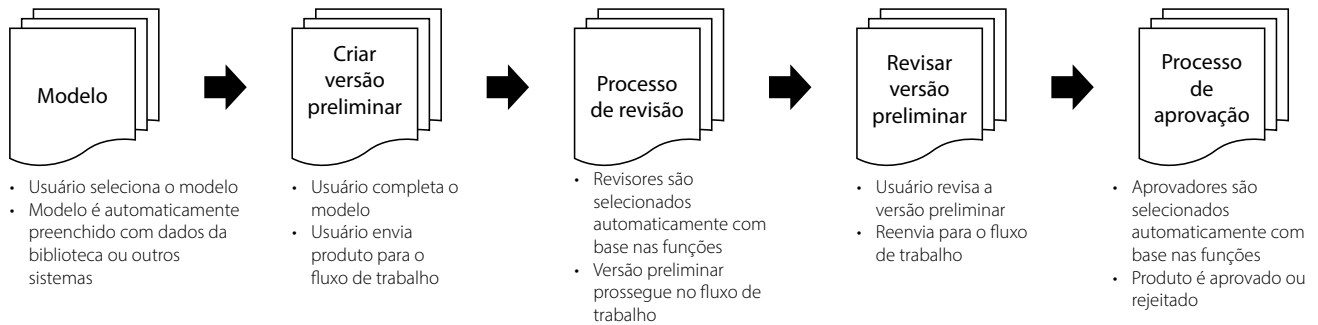 Modelo
• Usuário seleciona o modelo
• Modelo é automaticamente
preenchido com dados da
biblioteca ou outros
sistemas
Criar
versão
preliminar
• Usuário completa o
modelo
• Usuário envia
produto para o
fluxo de trabalho
Processo
de revisão
• Revisores são
selecionados
automaticamente com
base nas funções
• Versão preliminar
prossegue no fluxo de
trabalho
Revisar
versão
preliminar
• Usuário revisa a
versão preliminar
• Reenvia para o fluxo
de trabalho
Processo
de
aprovação
• Aprovadores são
selecionados
automaticamente com
base nas funções
• Produto é aprovado ou
rejeitado